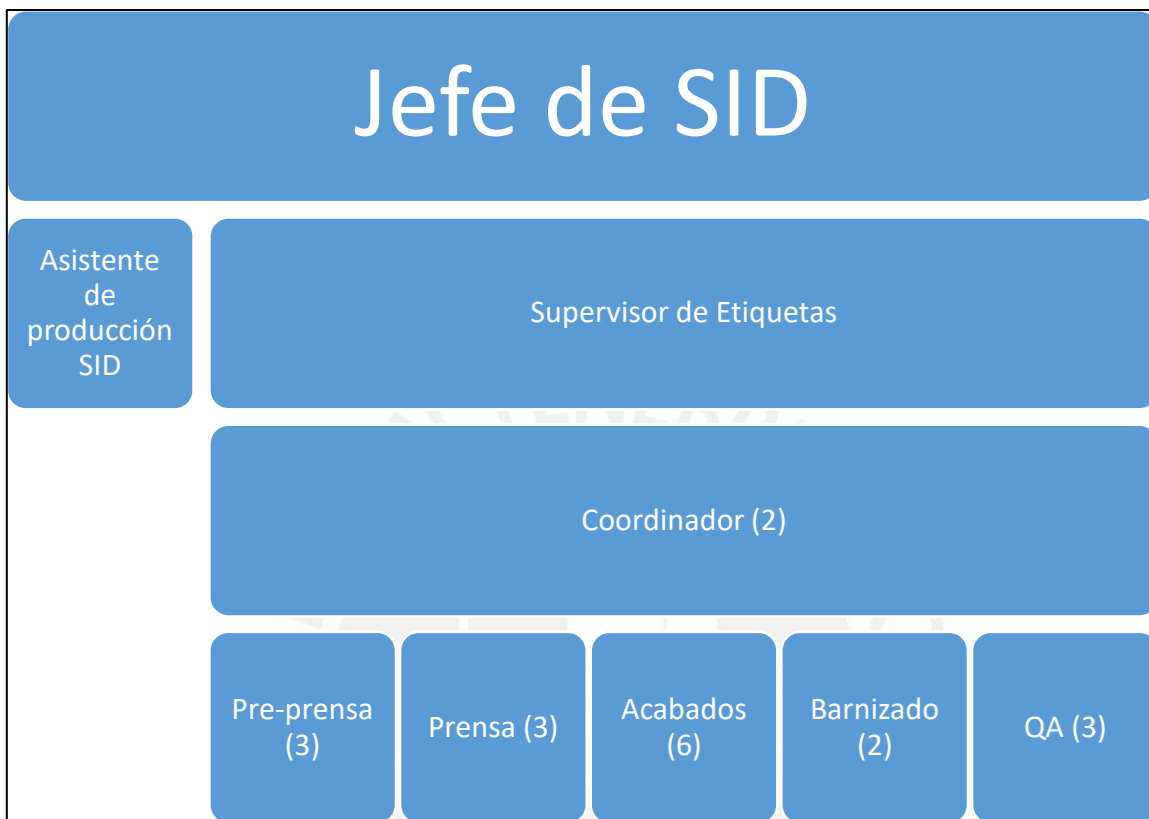 Jefe de SID
Asistente
de
producción
SID
Supervisor de Etiquetas
Coordinador (2)
Pre-prensa
(3)
Prensa (3)
Acabados
(6)
Barnizado
(2)
QA (3)